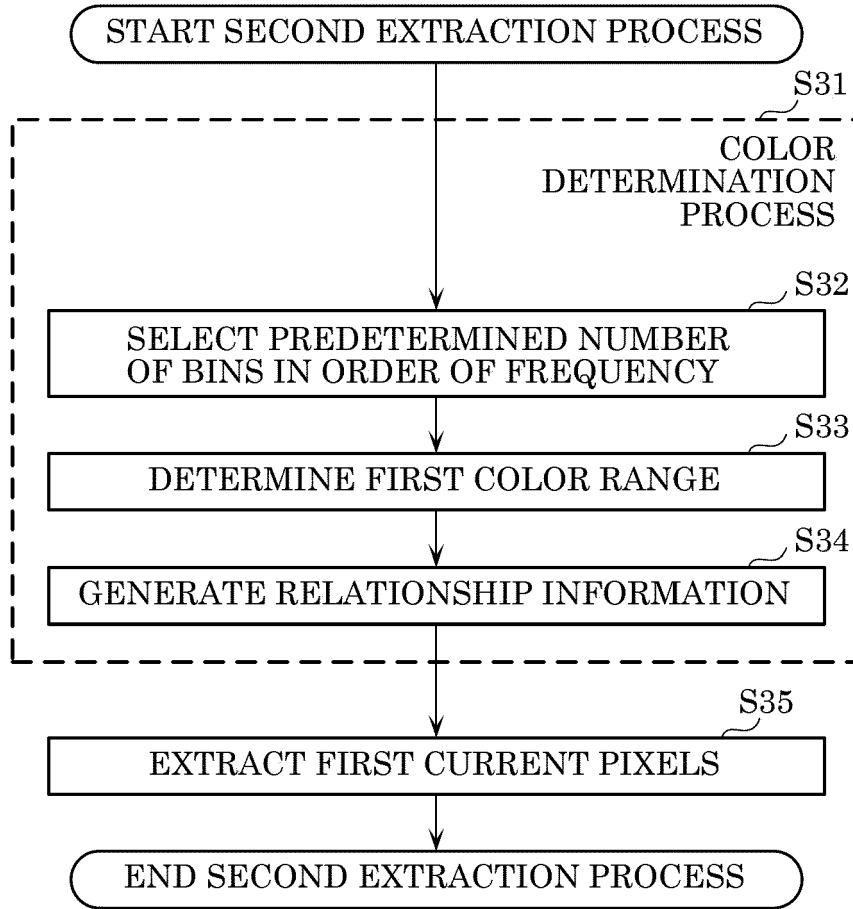 START SECOND EXTRACTION PROCESS
S31
COLOR
DETERMINATION
PROCESS
S32
SELECT PREDETERMINED NUMBER
OF BINS IN ORDER OF FREQUENCY
S33
DETERMINE FIRST COLOR RANGE
S34
GENERATE RELATIONSHIP INFORMATION
S35
EXTRACT FIRST CURRENT PIXELS
END SECOND EXTRACTION PROCESS